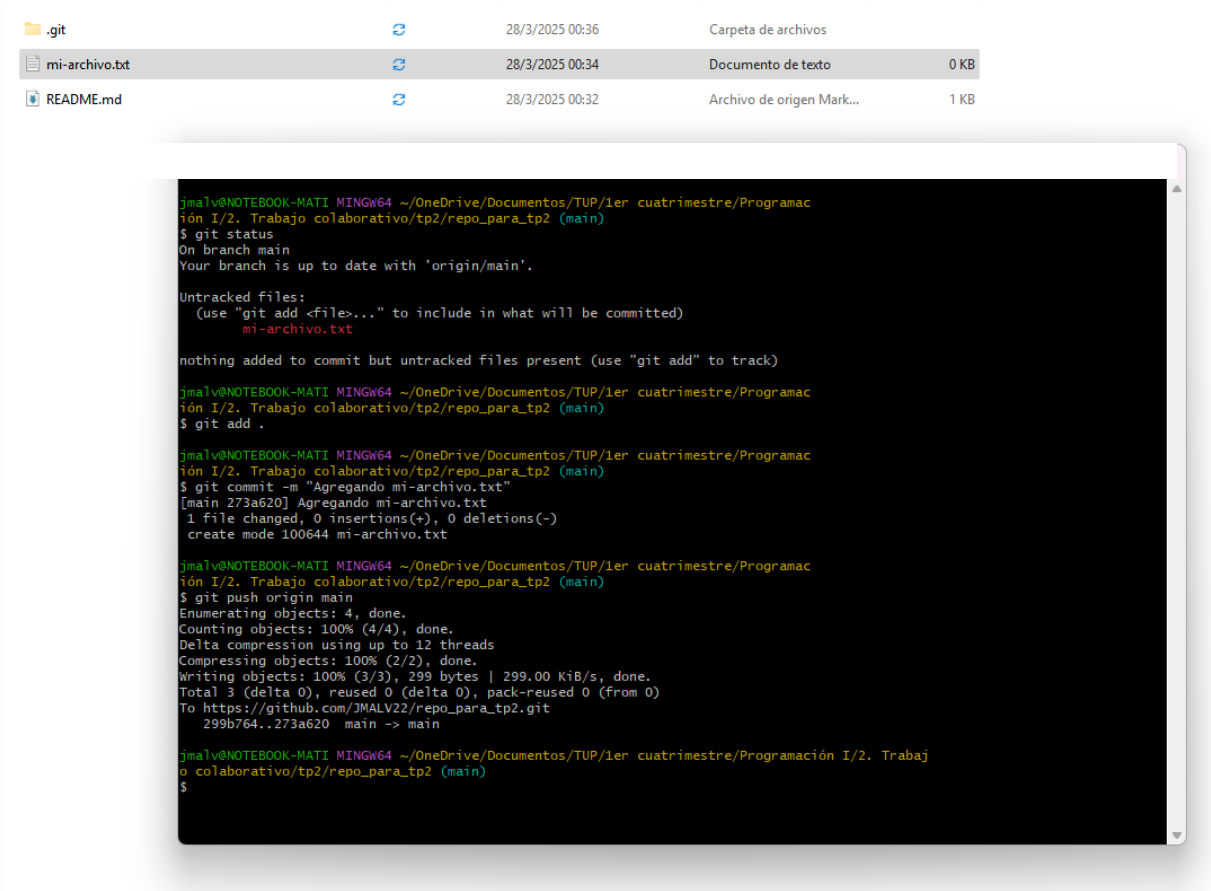 .git 28/3/2025 00:36 Carpeta de archivos
mi-archivo.txt 28/3/2025 00:34 Documento de texto 0 KB
README.md 28/3/2025 00:32 Archivo de origen Mark... 1 KB
jmalv@NOTEBOOK-MATI MINGW64 ~/OneDrive/Documentos/TUP/1er cuatrimestre/Programac
ión I/2. Trabajo colaborativo/tp2/repo_para_tp2 (main)
$ git status
On branch main
Your branch is up to date with 'origin/main'.
Untracked files:
(use "git add <file>..." to include in what will be committed)
mi-archivo.txt
nothing added to commit but untracked files present (use "git add" to track)
jmalv@NOTEBOOK-MATI MINGW64 ~/OneDrive/Documentos/TUP/1er cuatrimestre/Programac
ión I/2. Trabajo colaborativo/tp2/repo_para_tp2 (main)
$ git add .
jmalv@NOTEBOOK-MATI MINGW64 ~/OneDrive/Documentos/TUP/1er cuatrimestre/Programac
ión I/2. Trabajo colaborativo/tp2/repo_para_tp2 (main)
$ git commit -m "Agregando mi-archivo.txt"
[main 273a620] Agregando mi-archivo.txt
1 file changed, 0 insertions(+), 0 deletions(-)
create mode 100644 mi-archivo.txt
jmalv@NOTEBOOK-MATI MINGW64 ~/OneDrive/Documentos/TUP/1er cuatrimestre/Programac
ión I/2. Trabajo colaborativo/tp2/repo_para_tp2 (main)
$ git push origin main
Enumerating objects: 4, done.
Counting objects: 100% (4/4), done.
Delta compression using up to 12 threads
Compressing objects: 100% (2/2), done.
Writing objects: 100% (3/3), 299 bytes | 299.00 KiB/s, done.
Total 3 (delta 0), reused 0 (delta 0), pack-reused 0 (from 0)
To https://github.com/JMALV22/repo_para_tp2.git
299b764..273a620 main -> main
jmalv@NOTEBOOK-MATI MINGW64 ~/OneDrive/Documentos/TUP/1er cuatrimestre/Programación I/2. Trabaj
o colaborativo/tp2/repo_para_tp2 (main)
$